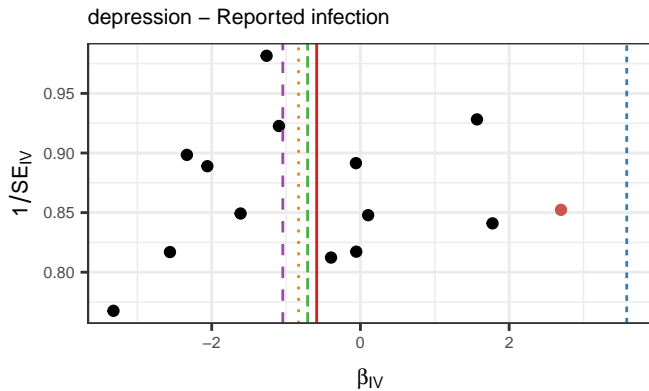 depression − Reported infection
0.95
0.90
0.85
0.80
1/SE_IV
−2
0
2
β_IV